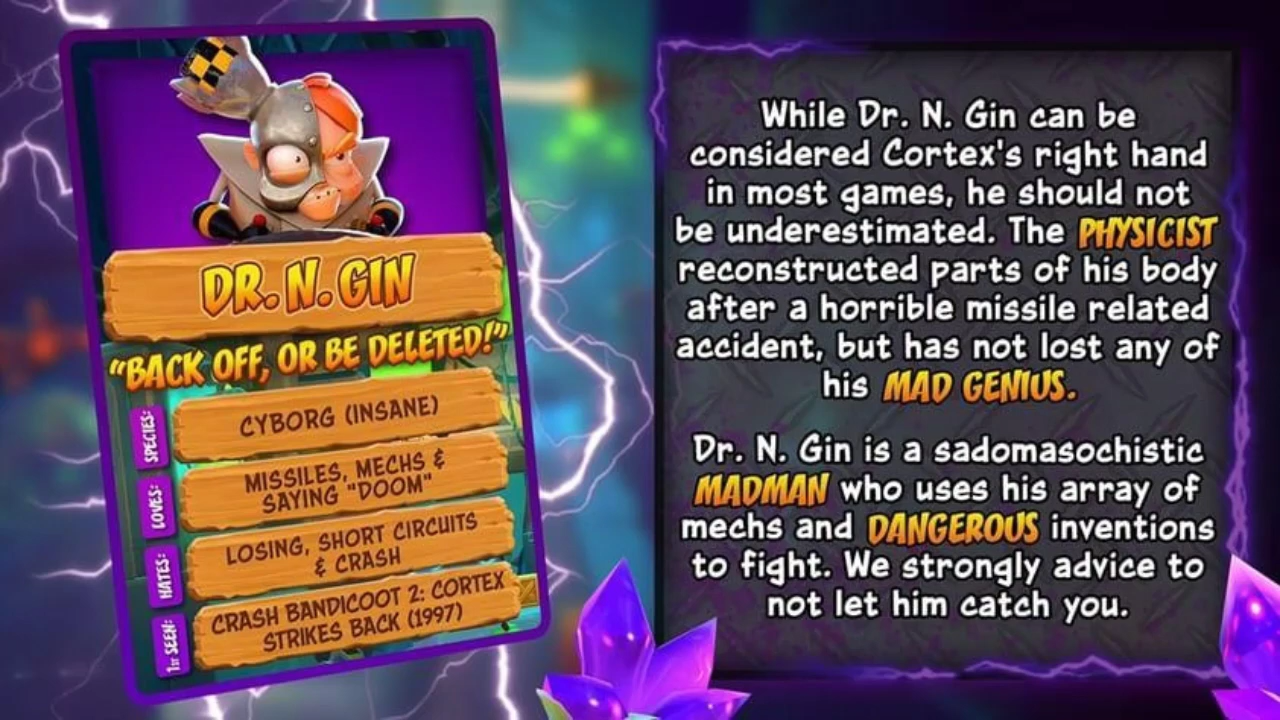 DR. N. GIN
"BACK OFF, OR BE DELETED!"
SPECIES:
CYBORG (INSANE)
LOVES:
MISSILES, MECHS &
SAYING "DOOM"
HATES:
LOSING, SHORT CIRCUITS
& CRASH
1ST SEEN:
CRASH BANDICOOT 2: CORTEX
STRIKES BACK (1997)
While Dr. N. Gin can be
considered Cortex's right hand
in most games, he should not
be underestimated. The PHYSICIST
reconstructed parts of his body
after a horrible missile related
accident, but has not lost any of
his MAD GENIUS.
Dr. N. Gin is a sadomasochistic
MADMAN who uses his array of
mechs and DANGEROUS inventions
to fight. We strongly advice to
not let him catch you.